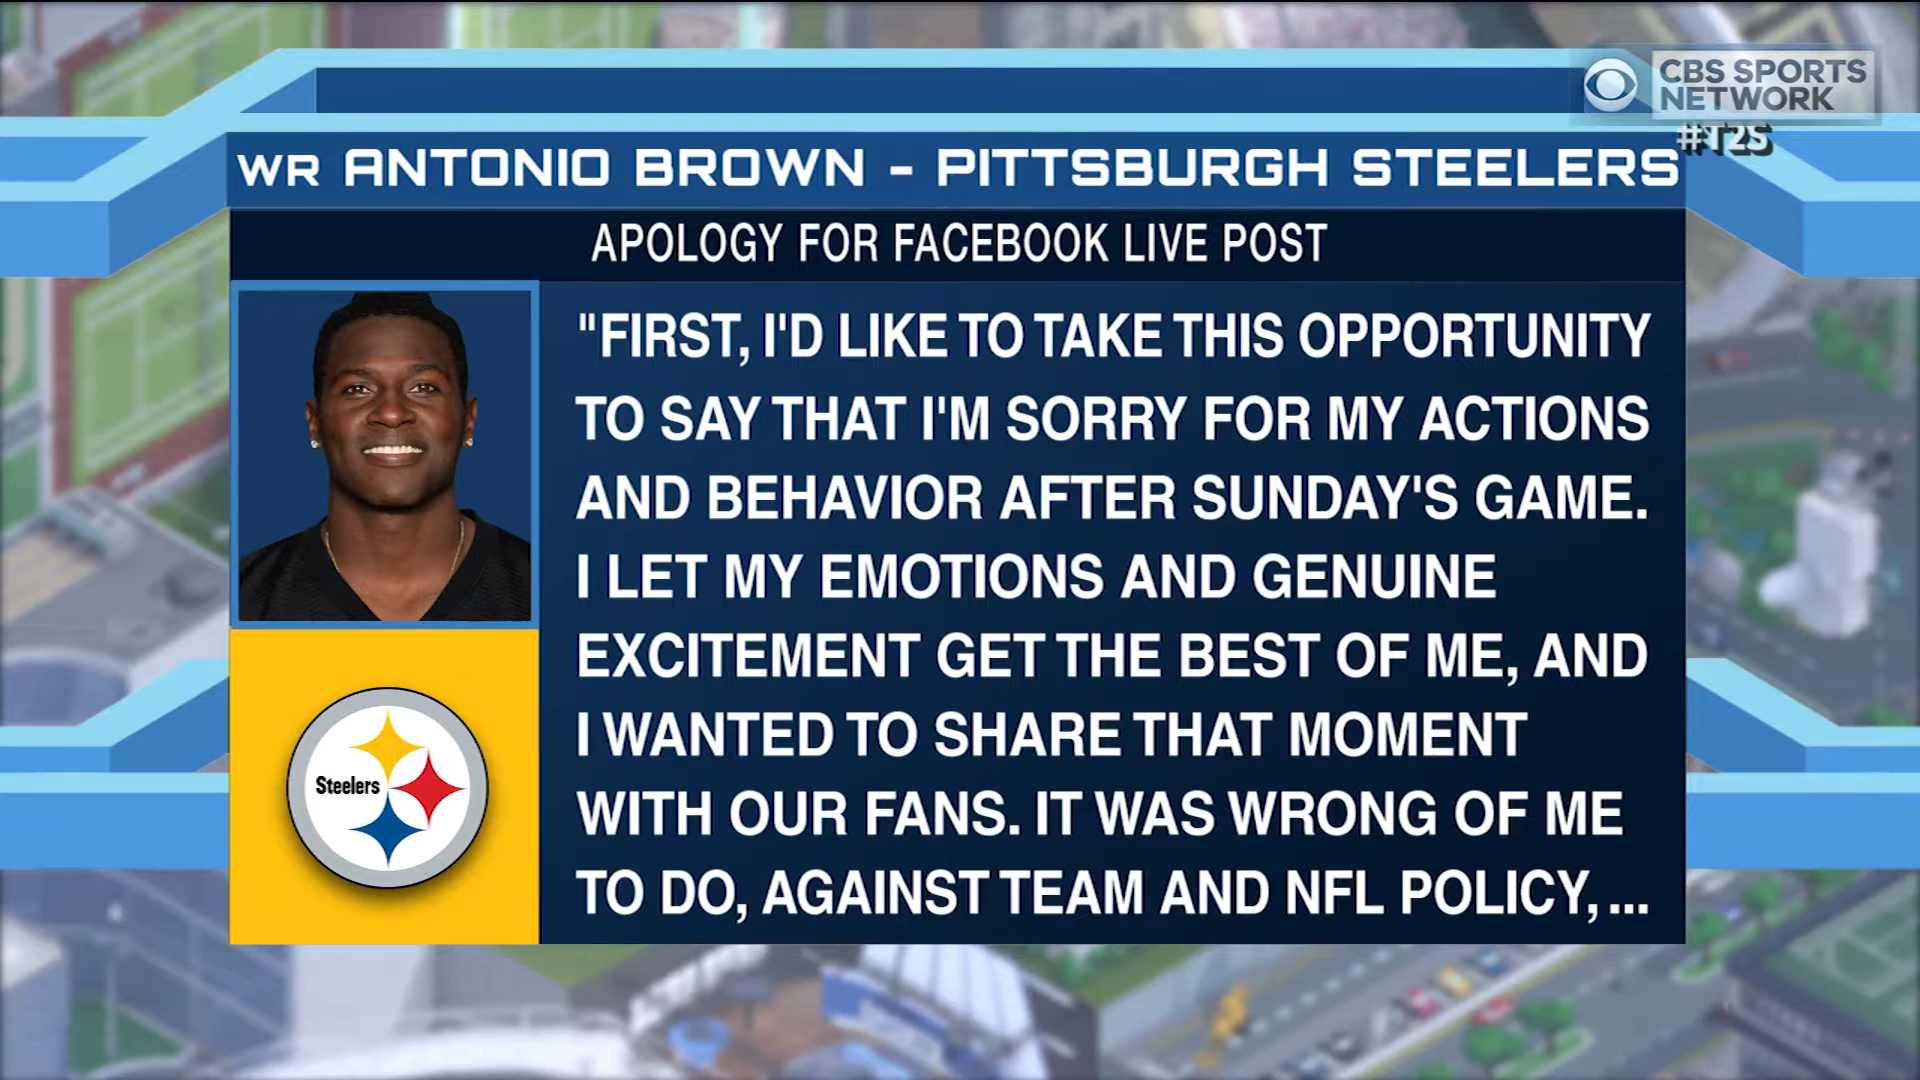 CBS SPORTS
NETWORK
#T2S
WR ANTONIO BROWN - PITTSBURGH STEELERS
APOLOGY FOR FACEBOOK LIVE POST
"FIRST, I'D LIKE TO TAKE THIS OPPORTUNITY
TO SAY THAT I'M SORRY FOR MY ACTIONS
AND BEHAVIOR AFTER SUNDAY'S GAME.
I LET MY EMOTIONS AND GENUINE
EXCITEMENT GET THE BEST OF ME, AND
I WANTED TO SHARE THAT MOMENT
WITH OUR FANS. IT WAS WRONG OF ME
TO DO, AGAINST TEAM AND NFL POLICY, ...
Steelers